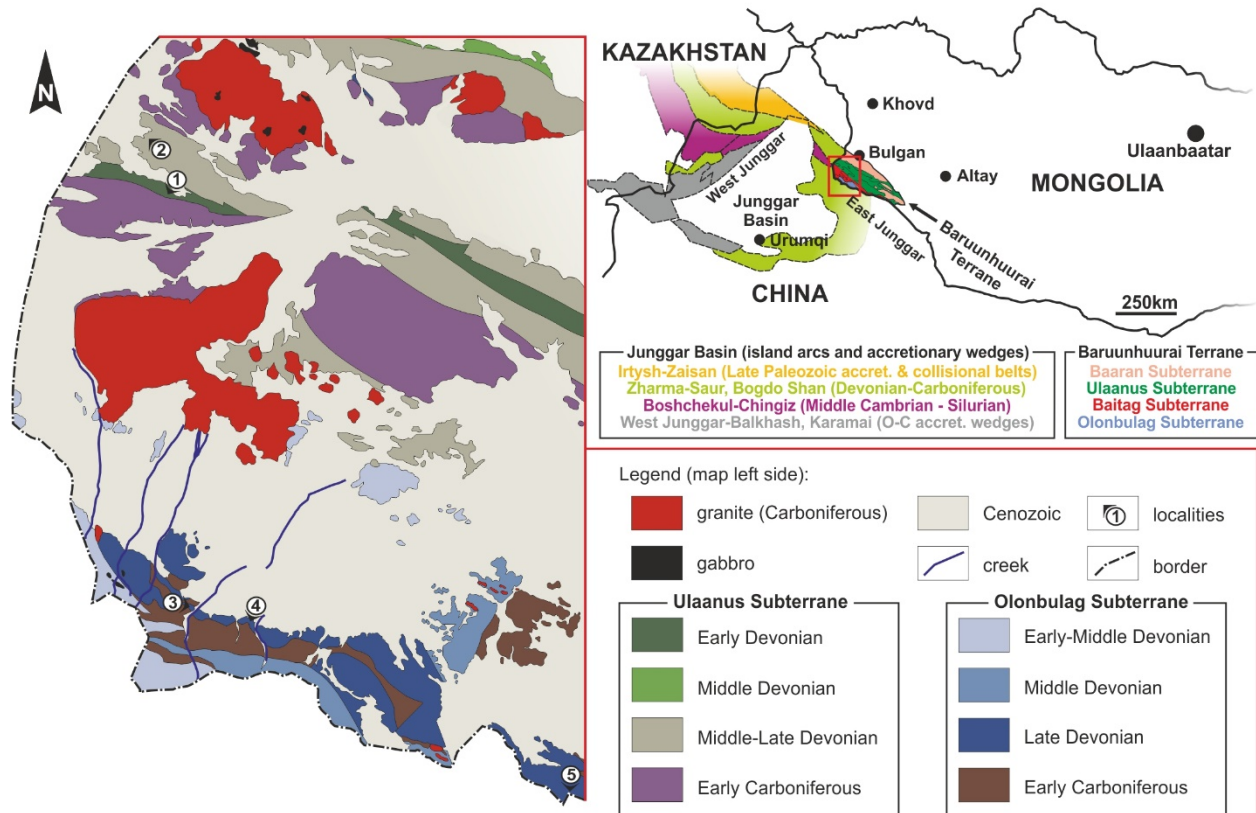 N
2
1
3
4
5
KAZAKHSTAN
Khovd
Bulgan
Ulaanbaatar
Altay
MONGOLIA
West Junggar
Junggar
Basin
Urumqi
East Junggar
Baruunhuurai
Terrane
CHINA
250km
Junggar Basin (island arcs and accretionary wedges)
Irtysh-Zaisan (Late Paleozoic accret. & collisional belts)
Zharma-Saur, Bogdo Shan (Devonian-Carboniferous)
Boshchekul-Chingiz (Middle Cambrian - Silurian)
West Junggar-Balkhash, Karamai (O-C accret. wedges)
Baruunhuurai Terrane
Baaran Subterrane
Ulaanus Subterrane
Baitag Subterrane
Olonbulag Subterrane
Legend (map left side):
granite (Carboniferous)
Cenozoic
1
localities
gabbro
creek
border
Ulaanus Subterrane
Early Devonian
Middle Devonian
Middle-Late Devonian
Early Carboniferous
Olonbulag Subterrane
Early-Middle Devonian
Middle Devonian
Late Devonian
Early Carboniferous